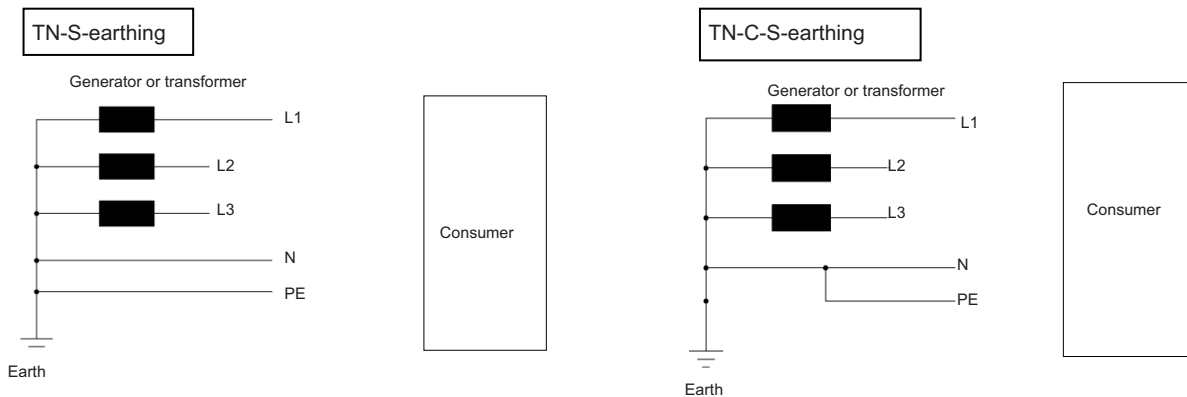 TN-S-earthing
Generator or transformer
L1
L2
L3
N
PE
Earth
Consumer
TN-C-S-earthing
Generator or transformer
L1
L2
L3
N
PE
Earth
Consumer